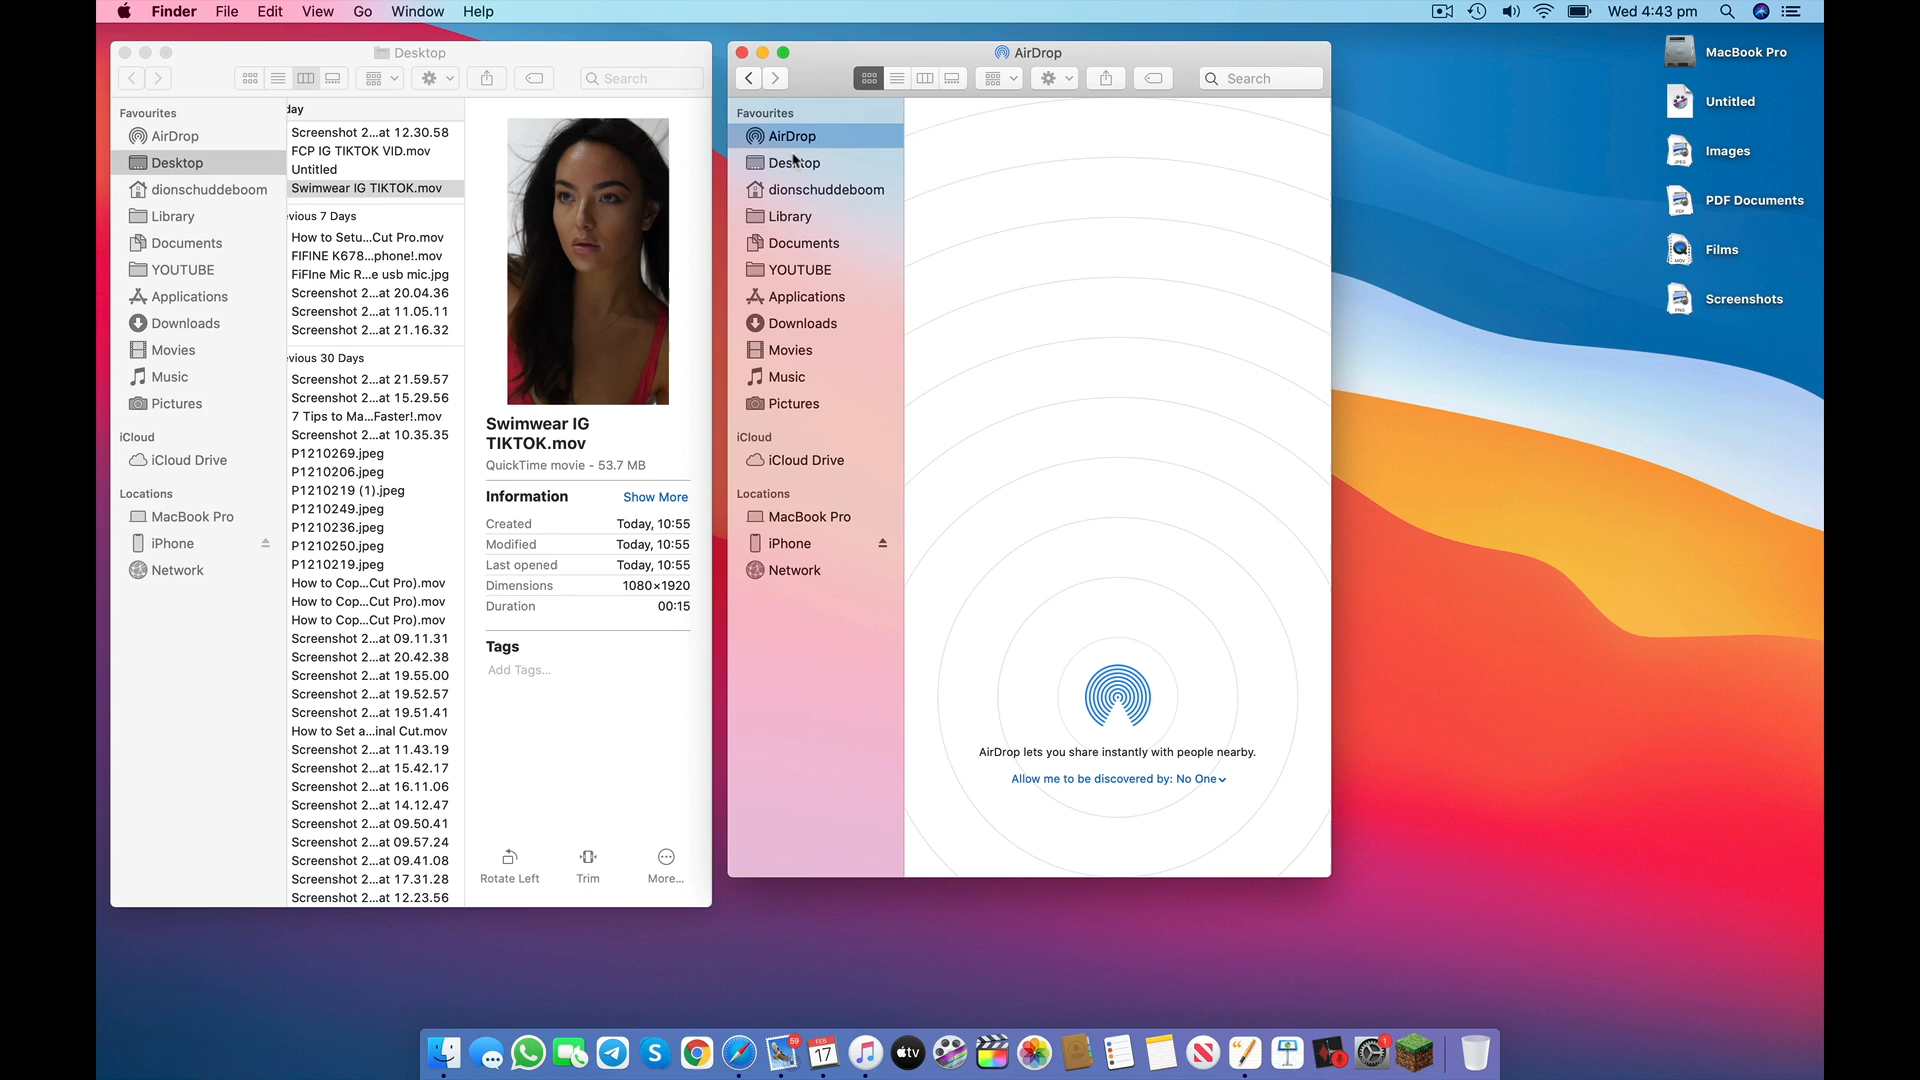 Finder File Edit View Go Window Help
Wed 4:43 pm
Desktop
Search
Favourites
AirDrop
Desktop
dionschuddeboom
Library
Documents
YOUTUBE
Applications
Downloads
Movies
Music
Pictures
iCloud
iCloud Drive
Locations
MacBook Pro
iPhone
Network
day
Screenshot 2...at 12.30.58
FCP IG TIKTOK VID.mov
Untitled
Swimwear IG TIKTOK.mov
evious 7 Days
How to Setu...Cut Pro.mov
FIFINE K678...phone!.mov
FiFIne Mic R...e usb mic.jpg
Screenshot 2...at 20.04.36
Screenshot 2...at 11.05.11
Screenshot 2...at 21.16.32
evious 30 Days
Screenshot 2...at 21.59.57
Screenshot 2...at 15.29.56
7 Tips to Ma...Faster!.mov
Screenshot 2...at 10.35.35
P1210269.jpeg
P1210206.jpeg
P1210219 (1).jpeg
P1210249.jpeg
P1210236.jpeg
P1210250.jpeg
P1210219.jpeg
How to Cop...Cut Pro).mov
How to Cop...Cut Pro).mov
How to Cop...Cut Pro).mov
Screenshot 2...at 09.11.31
Screenshot 2...at 20.42.38
Screenshot 2...at 19.55.00
Screenshot 2...at 19.52.57
Screenshot 2...at 19.51.41
How to Set a...inal Cut.mov
Screenshot 2...at 11.43.19
Screenshot 2...at 15.42.17
Screenshot 2...at 16.11.06
Screenshot 2...at 14.12.47
Screenshot 2...at 09.50.41
Screenshot 2...at 09.57.24
Screenshot 2...at 09.41.08
Screenshot 2...at 17.31.28
Screenshot 2...at 12.23.56
Swimwear IG
TIKTOK.mov
QuickTime movie - 53.7 MB
Information Show More
Created Today, 10:55
Modified Today, 10:55
Last opened Today, 10:55
Dimensions 1080×1920
Duration 00:15
Tags
Add Tags...
Rotate Left Trim More...
AirDrop
Search
Favourites
AirDrop
Desktop
dionschuddeboom
Library
Documents
YOUTUBE
Applications
Downloads
Movies
Music
Pictures
iCloud
iCloud Drive
Locations
MacBook Pro
iPhone
Network
AirDrop lets you share instantly with people nearby.
Allow me to be discovered by: No One
MacBook Pro
Untitled
Images
PDF Documents
Films
Screenshots
59
FEB
17
tv
1